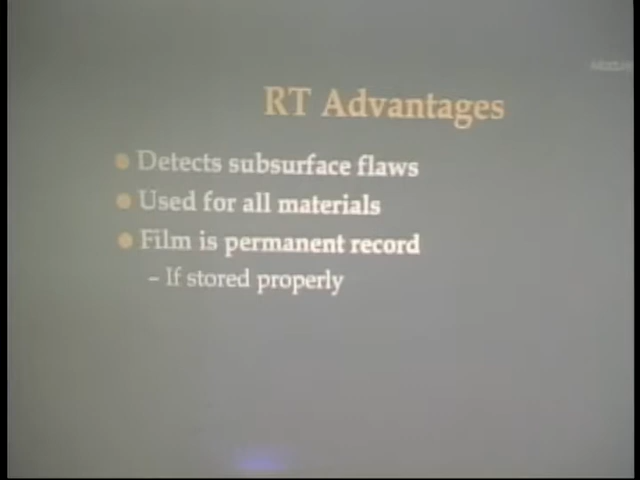 RT Advantages
Detects subsurface flaws
Used for all materials
Film is permanent record
– If stored properly